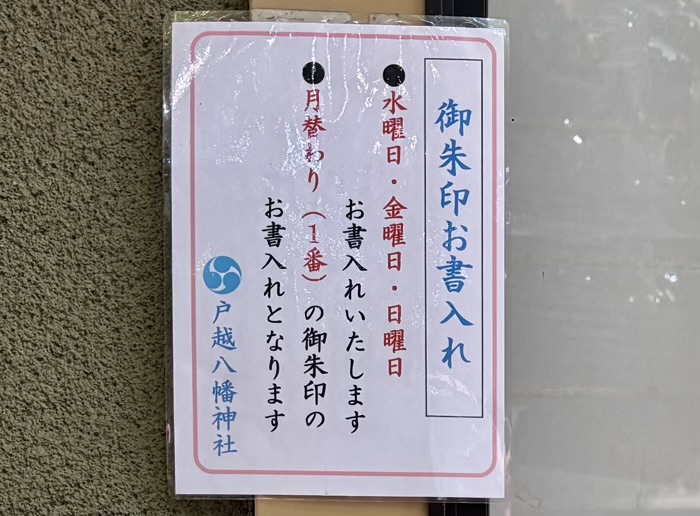 御朱印お書入れ
●水曜日・金曜日・日曜日
お書入れいたします
●月替わり（１番）の御朱印の
お書入れとなります
戸越八幡神社